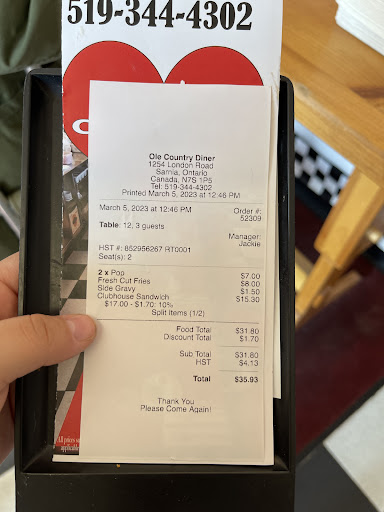 519-344-4302
Ole Country Diner
1254 London Road
Sarnia, Ontario
Canada, N7S 1P5
Tel: 519-344-4302
Printed March 5, 2023 at 12:46 PM
March 5, 2023 at 12:46 PM Order #:
52309
Table: 12, 3 guests
Manager:
Jackie
HST #: 852956267 RT0001
Seat(s): 2
2 x Pop $7.00
Fresh Cut Fries $8.00
Side Gravy $1.50
Clubhouse Sandwich $15.30
$17.00 - $1.70: 10%
Split Items (1/2)
Food Total $31.80
Discount Total $1.70
Sub Total $31.80
HST $4.13
Total $35.93
Thank You
Please Come Again!
All prices
applicable